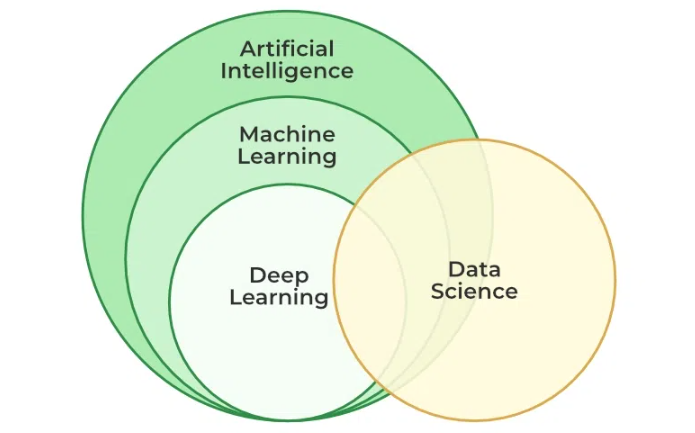 Artificial
Intelligence
Machine
Learning
Deep
Learning
Data
Science